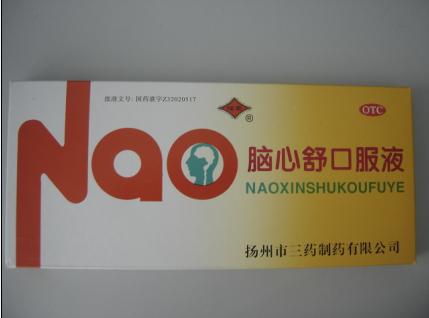 批准文号：国药准字Z32020517
OTC
®
Nao
脑心舒口服液
NAOXINSHUKOUFUYE
扬州市三药制药有限公司